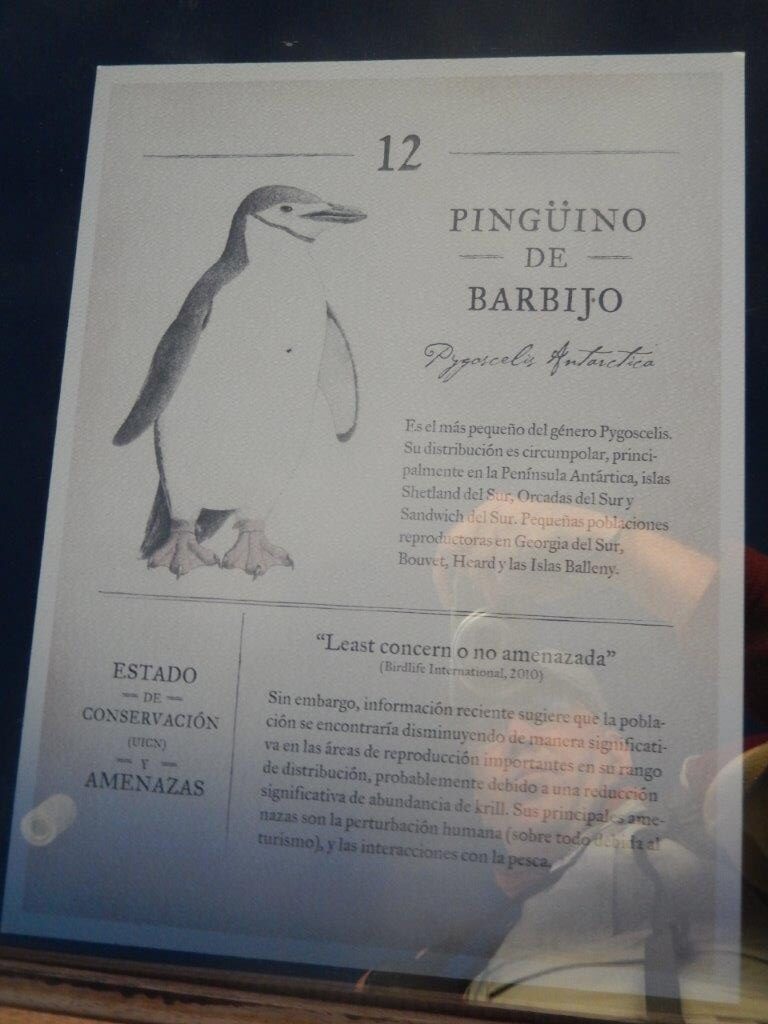 12
PINGÜINO
DE
BARBIJO
Pygoscelis Antarctica
Es el más pequeño del género Pygoscelis.
Su distribución es circumpolar, princi-
palmente en la Península Antártica, islas
Shetland del Sur, Orcadas del Sur y
Sandwich del Sur. Pequeñas poblaciones
reproductoras en Georgia del Sur,
Bouvet, Heard y las Islas Balleny.
ESTADO
DE
CONSERVACIÓN
(UICN)
Y
AMENAZAS
“Least concern o no amenazada”
(Birdlife International, 2010)
Sin embargo, información reciente sugiere que la pobla-
ción se encontraría disminuyendo de manera significati-
va en las áreas de reproducción importantes en su rango
de distribución, probablemente debido a una reducción
significativa de abundancia de krill. Sus principales ame-
nazas son la perturbación humana (sobre todo debida al
turismo), y las interacciones con la pesca.